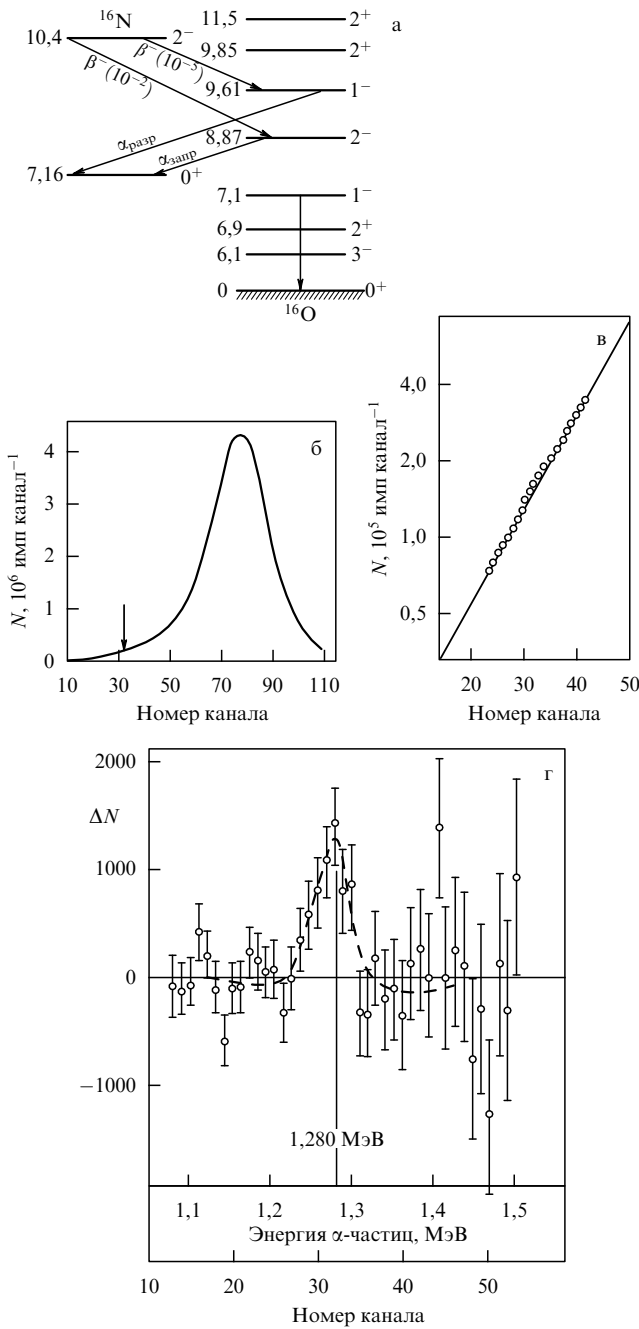 а
¹⁶N
10,4 2⁻
β⁻(10⁻⁵)
β⁻(10⁻²)
11,5 2⁺
9,85 2⁺
9,61 1⁻
αразр
8,87 2⁻
αзапр
7,16 0⁺
7,1 1⁻
6,9 2⁺
6,1 3⁻
0 0⁺
¹⁶O
б
N, 10⁶ имп канал⁻¹
4
3
2
1
0
10 30 50 70 90 110
Номер канала
в
N, 10⁵ имп канал⁻¹
4,0
2,0
1,0
0,5
20 30 40 50
Номер канала
г
ΔN
2000
1000
0
−1000
1,280 МэВ
1,1 1,2 1,3 1,4 1,5
Энергия α-частиц, МэВ
10 20 30 40 50
Номер канала